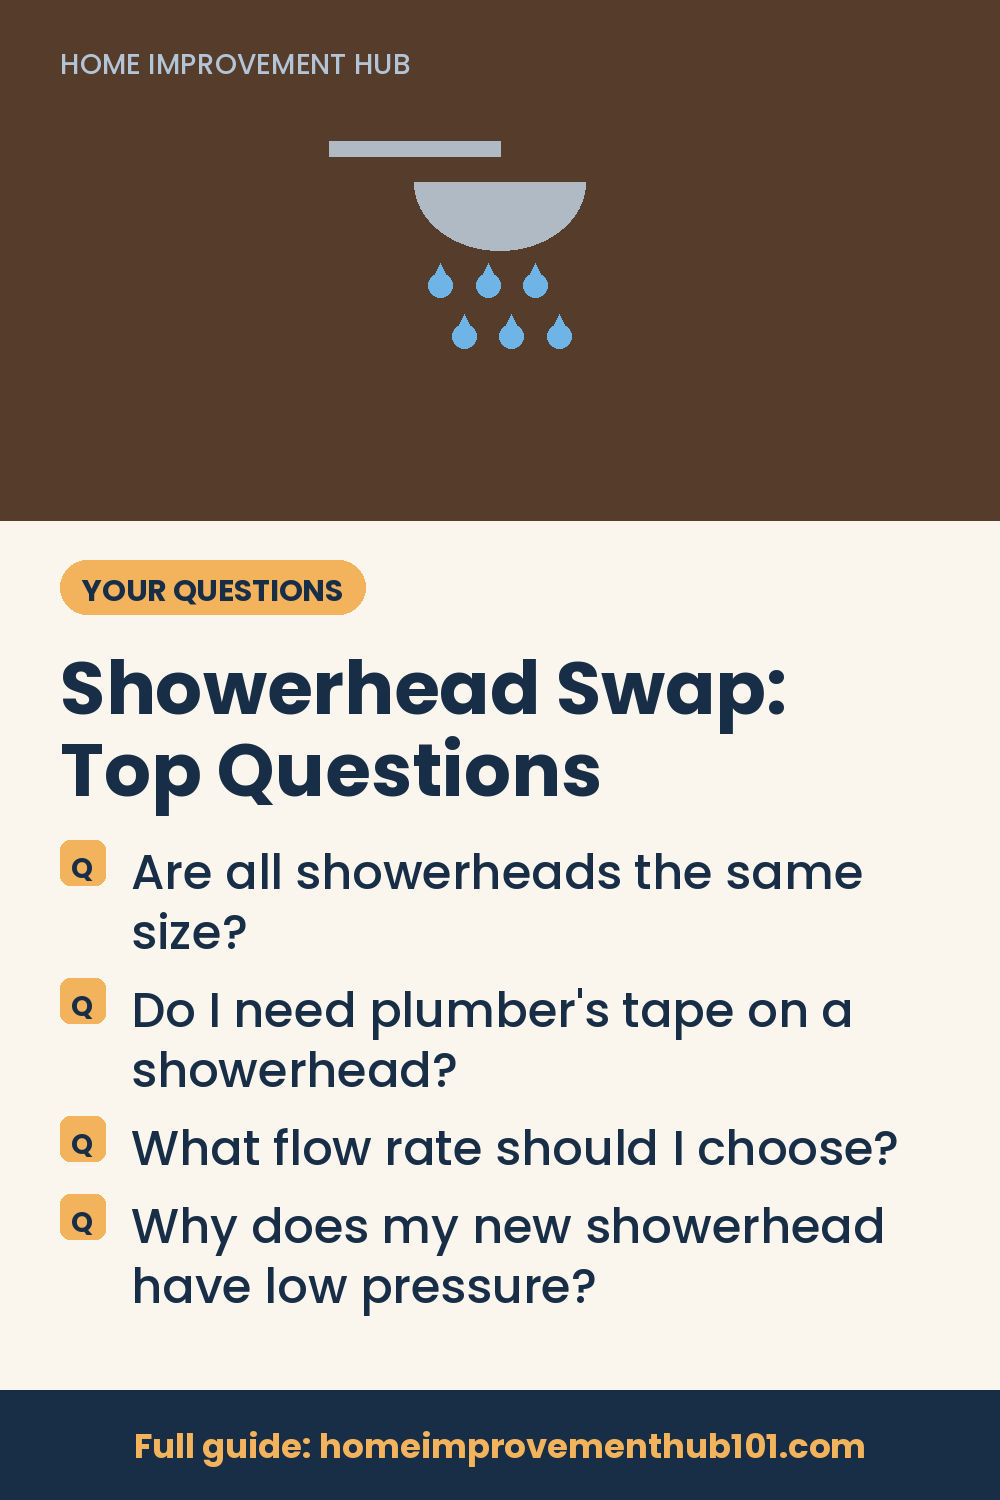 HOME IMPROVEMENT HUB
YOUR QUESTIONS
Showerhead Swap:
Top Questions
Q Are all showerheads the same
size?
Q Do I need plumber's tape on a
showerhead?
Q What flow rate should I choose?
Q Why does my new showerhead
have low pressure?
Full guide: homeimprovementhub101.com